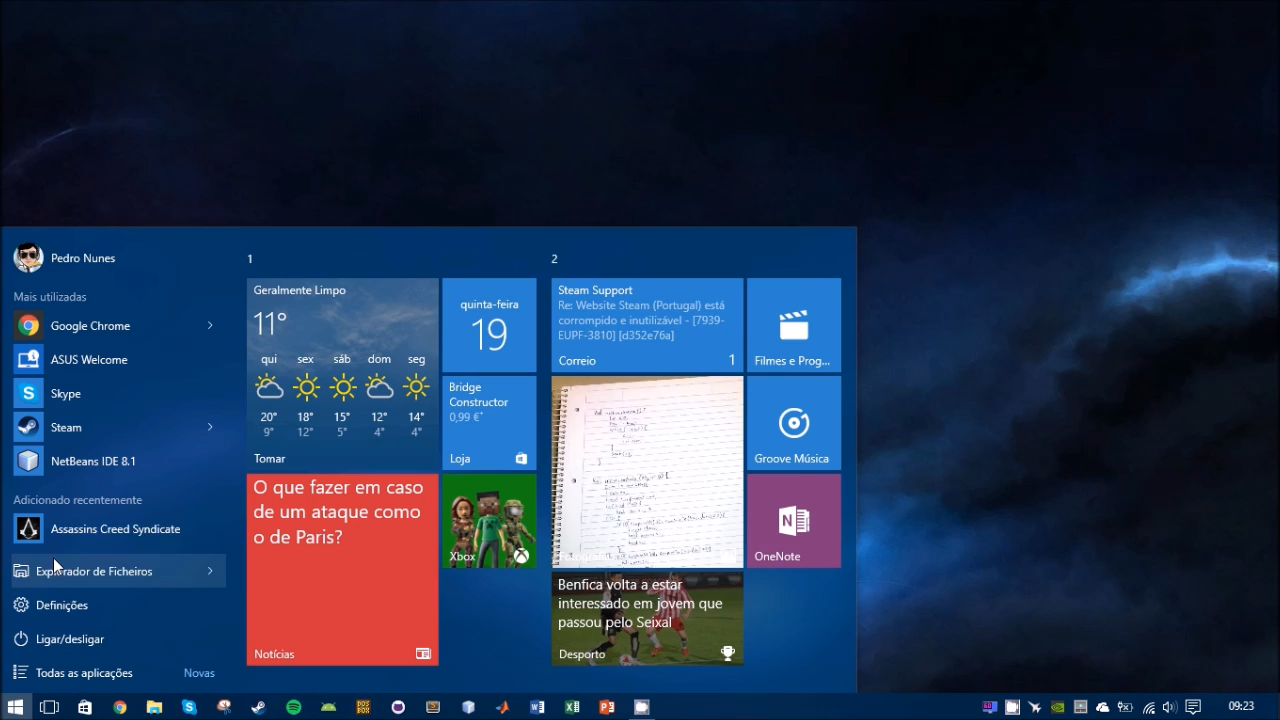 Pedro Nunes
Mais utilizadas
Google Chrome
ASUS Welcome
Skype
Steam
NetBeans IDE 8.1
Adicionado recentemente
Assassins Creed Syndicate
Explorador de Ficheiros
Definições
Ligar/desligar
Todas as aplicações Novas
1
Geralmente Limpo
11°
qui sex sáb dom seg
20° 18° 15° 12° 14°
9° 12° 5° 4° 4°
Tomar
quinta-feira
19
Bridge
Constructor
0,99 €*
Loja
O que fazer em caso
de um ataque como
o de Paris?
Notícias
Xbox
2
Steam Support
Re: Website Steam (Portugal) está
corrompido e inutilizável - [7939-
EUPF-3810] [d352e76a]
Correio 1
Filmes e Prog...
Groove Música
N
OneNote
Benfica volta a estar
interessado em jovem que
passou pelo Seixal
Desporto
09:23